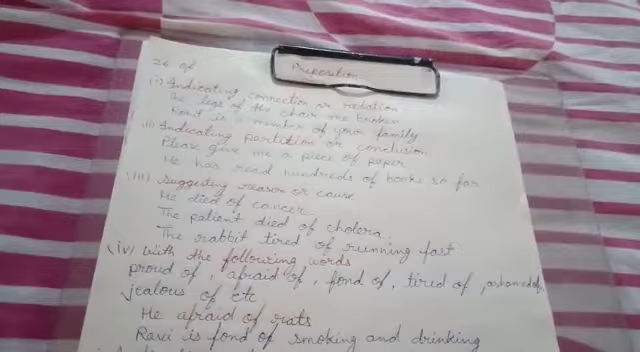 Preposition
26 of
(i) Indicating connection or relation
The legs of the chair are broken
Rohit is a member of your family
ii) Indicating partition or conclusion
Please give me a piece of paper
He has read hundreds of books so far
(iii) Suggesting reason or cause
He died of cancer
The patient died of cholera.
The rabbit tired of running fast
(iv) With the following words
proud of, afraid of, fond of, tired of, ashamed of,
jealous of etc
He afraid of rats
Ravi is fond of smoking and drinking